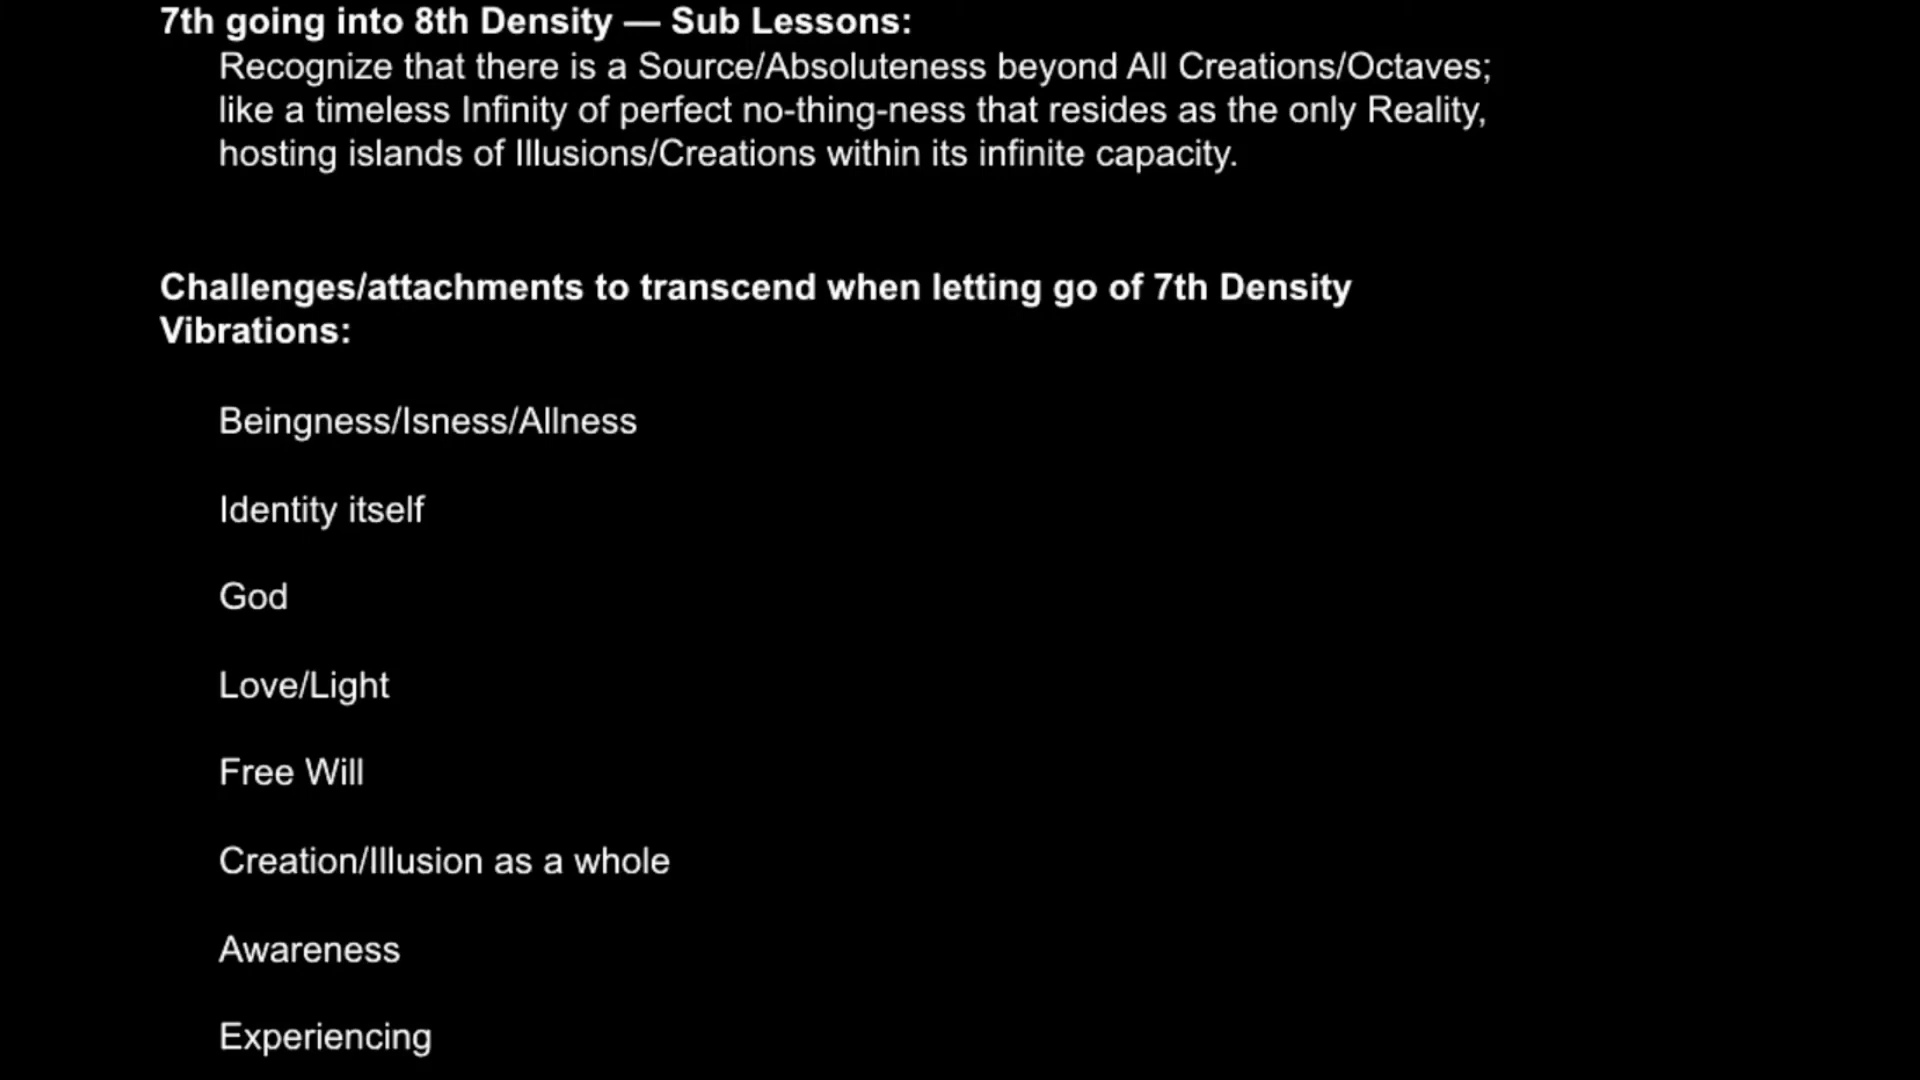 7th going into 8th Density — Sub Lessons:
Recognize that there is a Source/Absoluteness beyond All Creations/Octaves;
like a timeless Infinity of perfect no-thing-ness that resides as the only Reality,
hosting islands of Illusions/Creations within its infinite capacity.
Challenges/attachments to transcend when letting go of 7th Density
Vibrations:
Beingness/Isness/Allness
Identity itself
God
Love/Light
Free Will
Creation/Illusion as a whole
Awareness
Experiencing